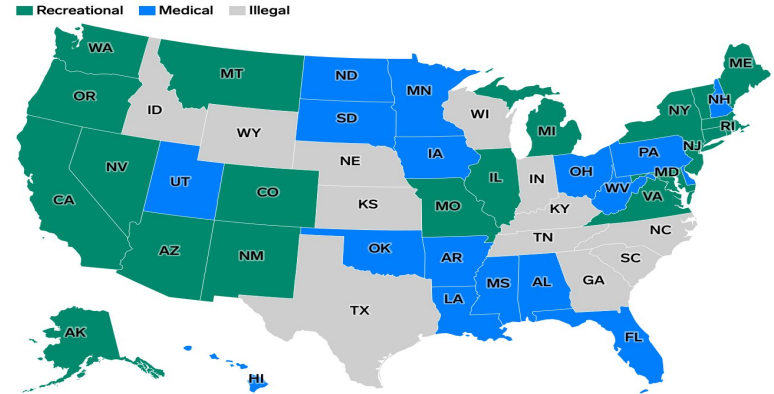 Recreational Medical Illegal
WA
MT
ND
MN
ME
OR
ID
SD
WI
NH
NY
WY
MI
RI
NV
NE
IA
PA
NJ
UT
CO
IL
IN
OH
MD
WV
VA
CA
KS
MO
KY
NC
AZ
NM
OK
AR
TN
SC
TX
LA
MS
AL
GA
AK
FL
HI